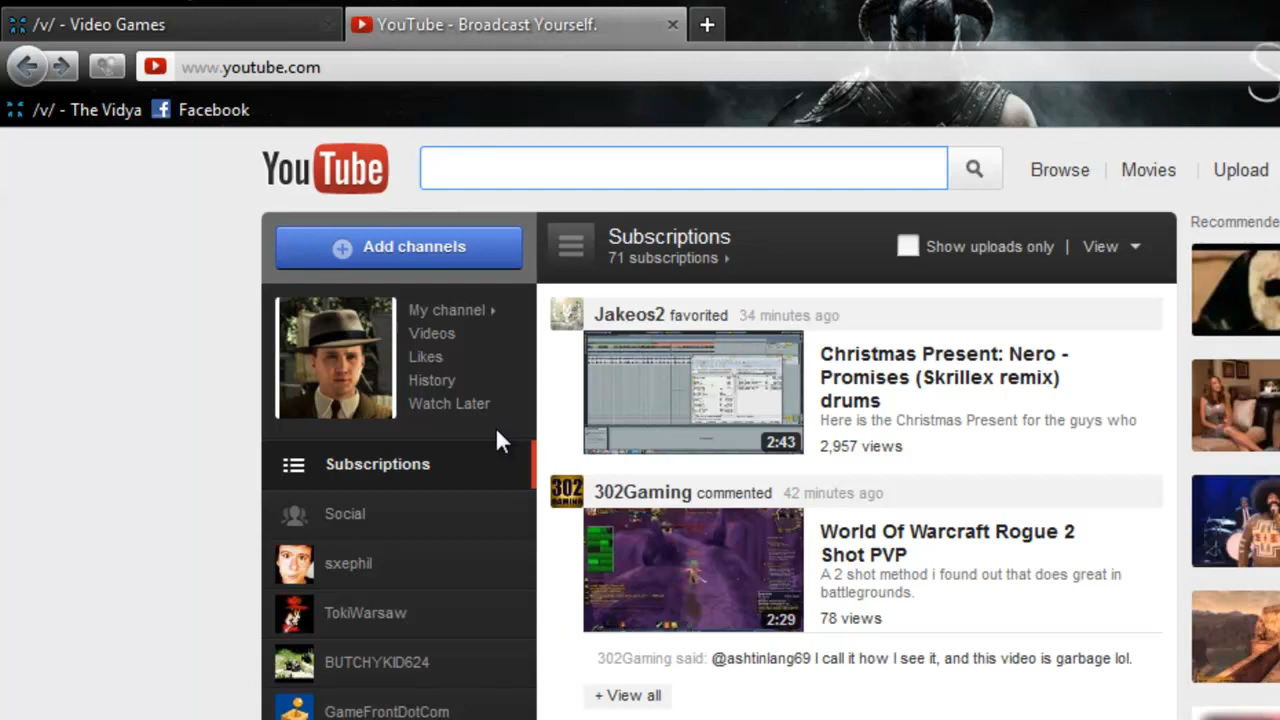 /v/ - Video Games
YouTube - Broadcast Yourself.
www.youtube.com
/v/ - The Vidya
Facebook
YouTube
Browse
Movies
Upload
Add channels
Subscriptions
71 subscriptions
Show uploads only | View
Recommende
My channel
Videos
Likes
History
Watch Later
Subscriptions
Social
sxephil
TokiWarsaw
BUTCHYKID624
GameFrontDotCom
Jakeos2 favorited 34 minutes ago
2:43
Christmas Present: Nero -
Promises (Skrillex remix)
drums
Here is the Christmas Present for the guys who
2,957 views
302
GAMING
302Gaming commented 42 minutes ago
2:29
World Of Warcraft Rogue 2
Shot PVP
A 2 shot method i found out that does great in
battlegrounds.
78 views
302Gaming said: @ashtinlang69 I call it how I see it, and this video is garbage lol.
+ View all